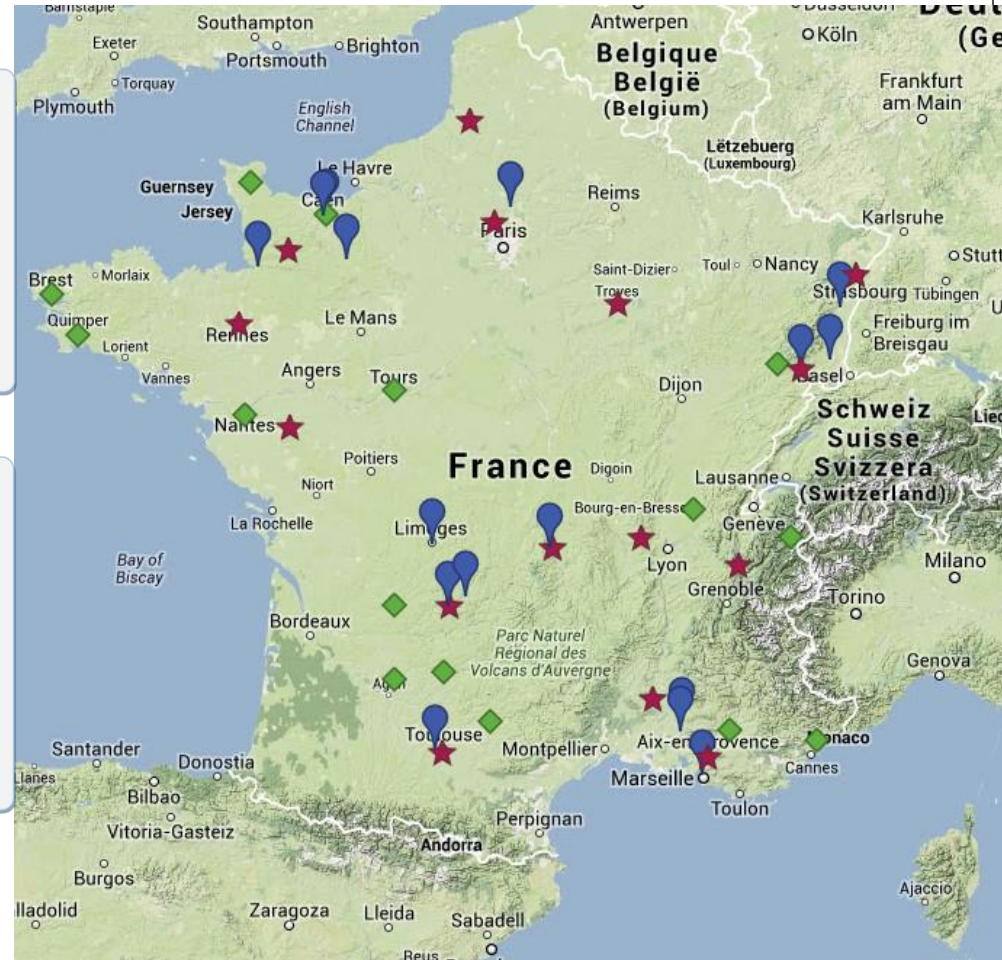 Barnstaple
Southampton
Exeter
Portsmouth
Brighton
Torquay
Plymouth
English
Channel
Antwerpen
Düsseldorf
Köln
Belgique
België
(Belgium)
Frankfurt
am Main
Lëtzebuerg
(Luxembourg)
Guernsey
Jersey
Le Havre
Caen
Reims
Karlsruhe
Paris
Saint-Dizier
Toul
Nancy
Troyes
Strasbourg
Tübingen
Brest
Morlaix
Quimper
Lorient
Vannes
Rennes
Le Mans
Freiburg im
Breisgau
Angers
Tours
Dijon
Basel
Nantes
Schweiz
Suisse
Svizzera
(Switzerland)
Poitiers
Niort
France
Digoin
Lausanne
La Rochelle
Limoges
Bourg-en-Bresse
Genève
Lyon
Milano
Bay of
Biscay
Grenoble
Torino
Bordeaux
Parc Naturel
Régional des
Volcans d'Auvergne
Genova
Agen
Toulouse
Montpellier
Aix-en-Provence
Monaco
Cannes
Marseille
Toulon
Santander
Donostia
Llanes
Bilbao
Vitoria-Gasteiz
Perpignan
Andorra
Burgos
Ajaccio
lladolid
Zaragoza
Lleida
Sabadell
Reus